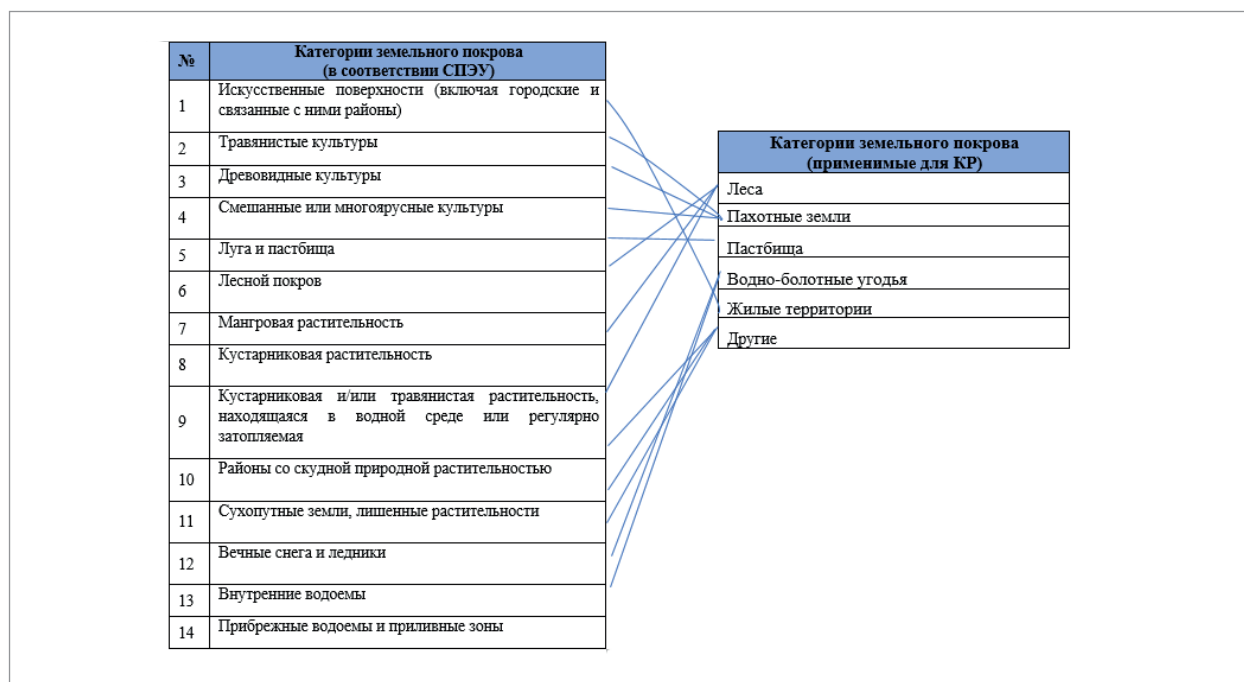 №
Категории земельного покрова
(в соответствии СПЭУ)
1
Искусственные поверхности (включая городские и
связанные с ними районы)
2
Травянистые культуры
3
Древовидные культуры
4
Смешанные или многоярусные культуры
5
Луга и пастбища
6
Лесной покров
7
Мангровая растительность
8
Кустарниковая растительность
9
Кустарниковая и/или травянистая растительность,
находящаяся в водной среде или регулярно
затопляемая
10
Районы со скудной природной растительностью
11
Сухопутные земли, лишенные растительности
12
Вечные снега и ледники
13
Внутренние водоемы
14
Прибрежные водоемы и приливные зоны
Категории земельного покрова
(применимые для КР)
Леса
Пахотные земли
Пастбища
Водно-болотные угодья
Жилые территории
Другие